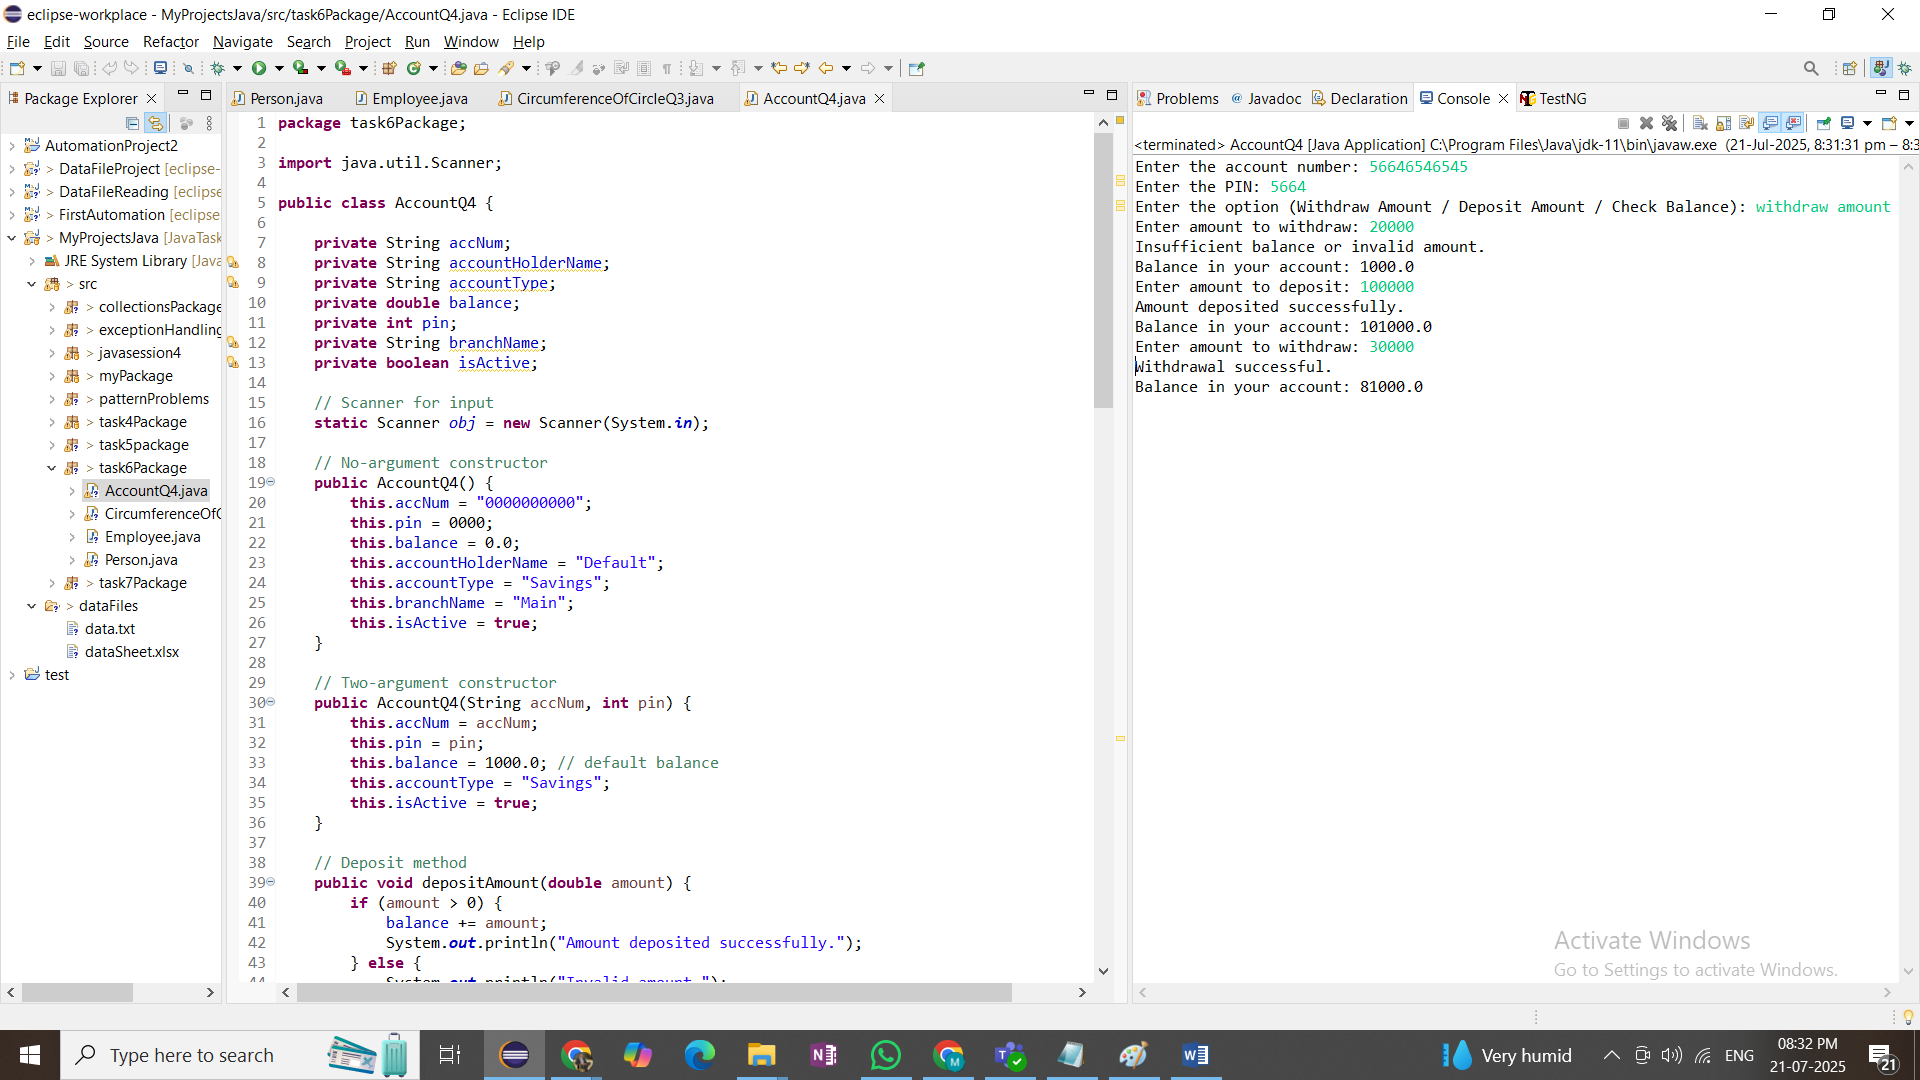 eclipse-workplace - MyProjectsJava/src/task6Package/AccountQ4.java - Eclipse IDE
File Edit Source Refactor Navigate Search Project Run Window Help
Package Explorer
AutomationProject2
> DataFileProject [eclipse-
> DataFileReading [eclipse
> FirstAutomation [eclipse
> MyProjectsJava [JavaTask
JRE System Library [Java
> src
> collectionsPackage
> exceptionHandling
> javasession4
> myPackage
> patternProblems
> task4Package
> task5package
> task6Package
AccountQ4.java
CircumferenceOfC
Employee.java
Person.java
> task7Package
> dataFiles
data.txt
dataSheet.xlsx
test
Person.java Employee.java CircumferenceOfCircleQ3.java AccountQ4.java
1 package task6Package;
2
3 import java.util.Scanner;
4
5 public class AccountQ4 {
6
7 private String accNum;
8 private String accountHolderName;
9 private String accountType;
10 private double balance;
11 private int pin;
12 private String branchName;
13 private boolean isActive;
14
15 // Scanner for input
16 static Scanner obj = new Scanner(System.in);
17
18 // No-argument constructor
19 public AccountQ4() {
20 this.accNum = "0000000000";
21 this.pin = 0000;
22 this.balance = 0.0;
23 this.accountHolderName = "Default";
24 this.accountType = "Savings";
25 this.branchName = "Main";
26 this.isActive = true;
27 }
28
29 // Two-argument constructor
30 public AccountQ4(String accNum, int pin) {
31 this.accNum = accNum;
32 this.pin = pin;
33 this.balance = 1000.0; // default balance
34 this.accountType = "Savings";
35 this.isActive = true;
36 }
37
38 // Deposit method
39 public void depositAmount(double amount) {
40 if (amount > 0) {
41 balance += amount;
42 System.out.println("Amount deposited successfully.");
43 } else {
44 System.out.println("Invalid amount.");
Problems Javadoc Declaration Console TestNG
<terminated> AccountQ4 [Java Application] C:\Program Files\Java\jdk-11\bin\javaw.exe (21-Jul-2025, 8:31:31 pm – 8:3
Enter the account number: 56646546545
Enter the PIN: 5664
Enter the option (Withdraw Amount / Deposit Amount / Check Balance): withdraw amount
Enter amount to withdraw: 20000
Insufficient balance or invalid amount.
Balance in your account: 1000.0
Enter amount to deposit: 100000
Amount deposited successfully.
Balance in your account: 101000.0
Enter amount to withdraw: 30000
Withdrawal successful.
Balance in your account: 81000.0
Activate Windows
Go to Settings to activate Windows.
Type here to search
Very humid
ENG
08:32 PM
21-07-2025
21